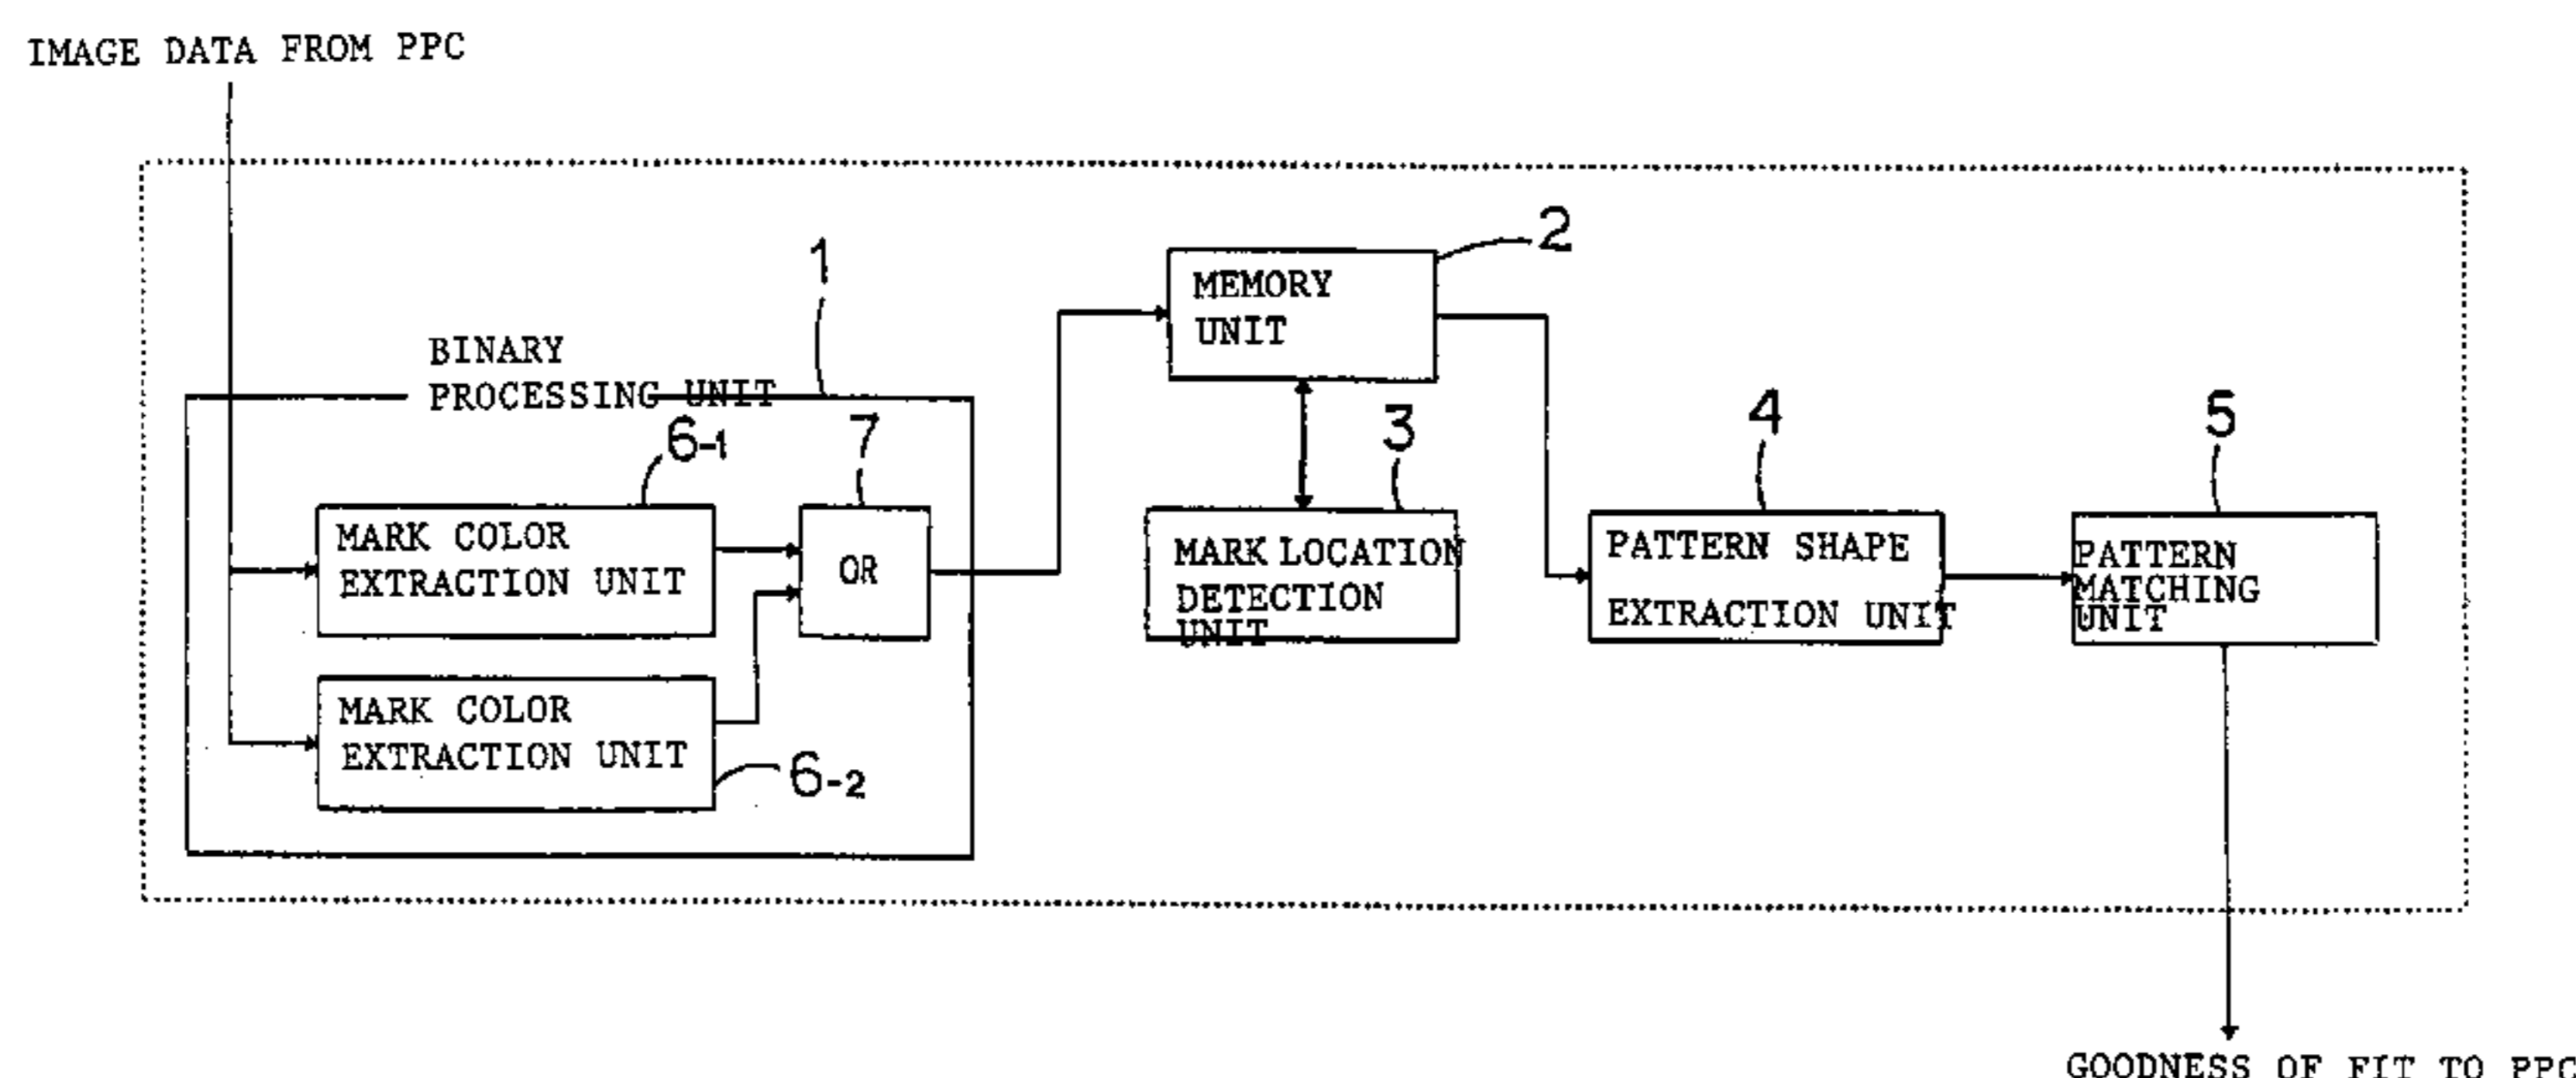 IMAGE DATA FROM PPC
1
2
BINARY
PROCESSING UNIT
MEMORY
UNIT
6-1
7
3
4
5
MARK COLOR
EXTRACTION UNIT
OR
MARK LOCATION
DETECTION
UNIT
PATTERN SHAPE
EXTRACTION UNIT
PATTERN
MATCHING
UNIT
MARK COLOR
EXTRACTION UNIT
6-2
GOODNESS OF FIT TO PPC